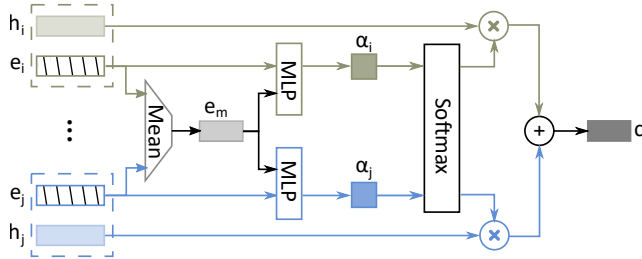 h_i
e_i
...
e_j
h_j
Mean
e_m
MLP
MLP
α_i
α_j
Softmax
×
×
+